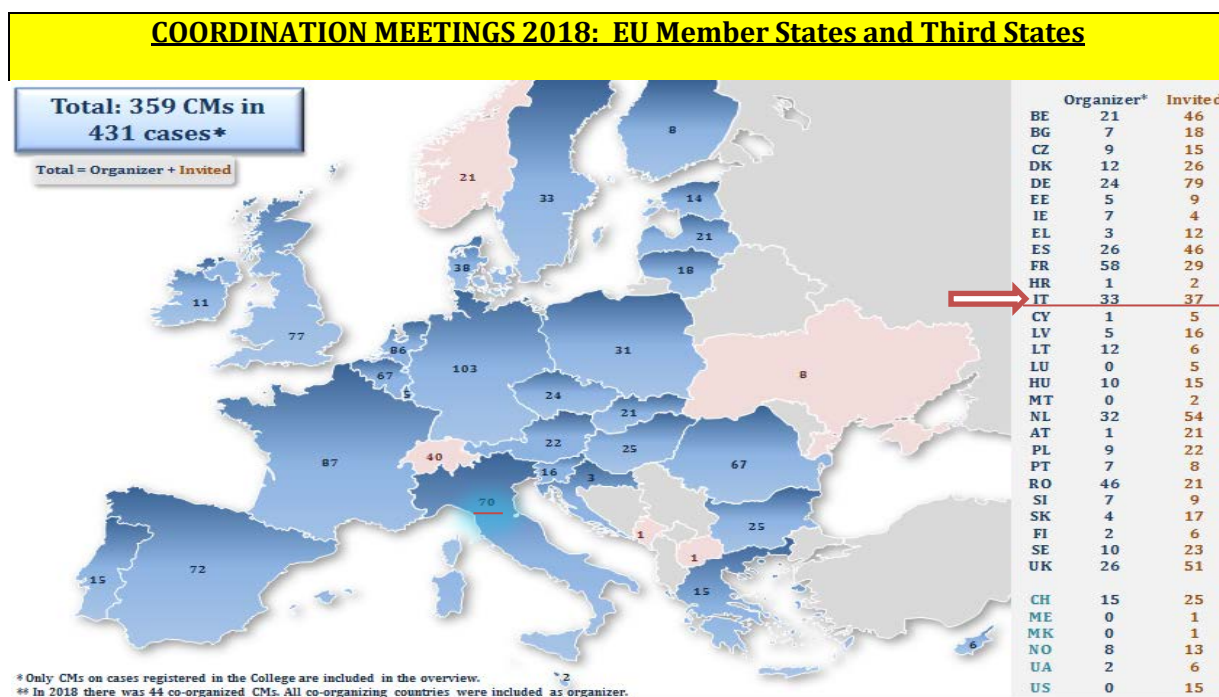 COORDINATION MEETINGS 2018: EU Member States and Third States
Total: 359 CMs in
431 cases*
Total = Organizer + Invited
Organizer* Invited
BE 21 46
BG 7 18
CZ 9 15
DK 12 26
DE 24 79
EE 5 9
IE 7 4
EL 3 12
ES 26 46
FR 58 29
HR 1 2
IT 33 37
CY 1 5
LV 5 16
LT 12 6
LU 0 5
HU 10 15
MT 0 2
NL 32 54
AT 1 21
PL 9 22
PT 7 8
RO 46 21
SI 7 9
SK 4 17
FI 2 6
SE 10 23
UK 26 51
CH 15 25
ME 0 1
MK 0 1
NO 8 13
UA 2 6
US 0 15
8
21
33
14
21
38
18
11
77
86
31
67
103
8
5
24
21
22
25
87
40
67
16
3
70
25
1
1
72
15
15
6
2
* Only CMs on cases registered in the College are included in the overview.
** In 2018 there was 44 co-organized CMs. All co-organizing countries were included as organizer.